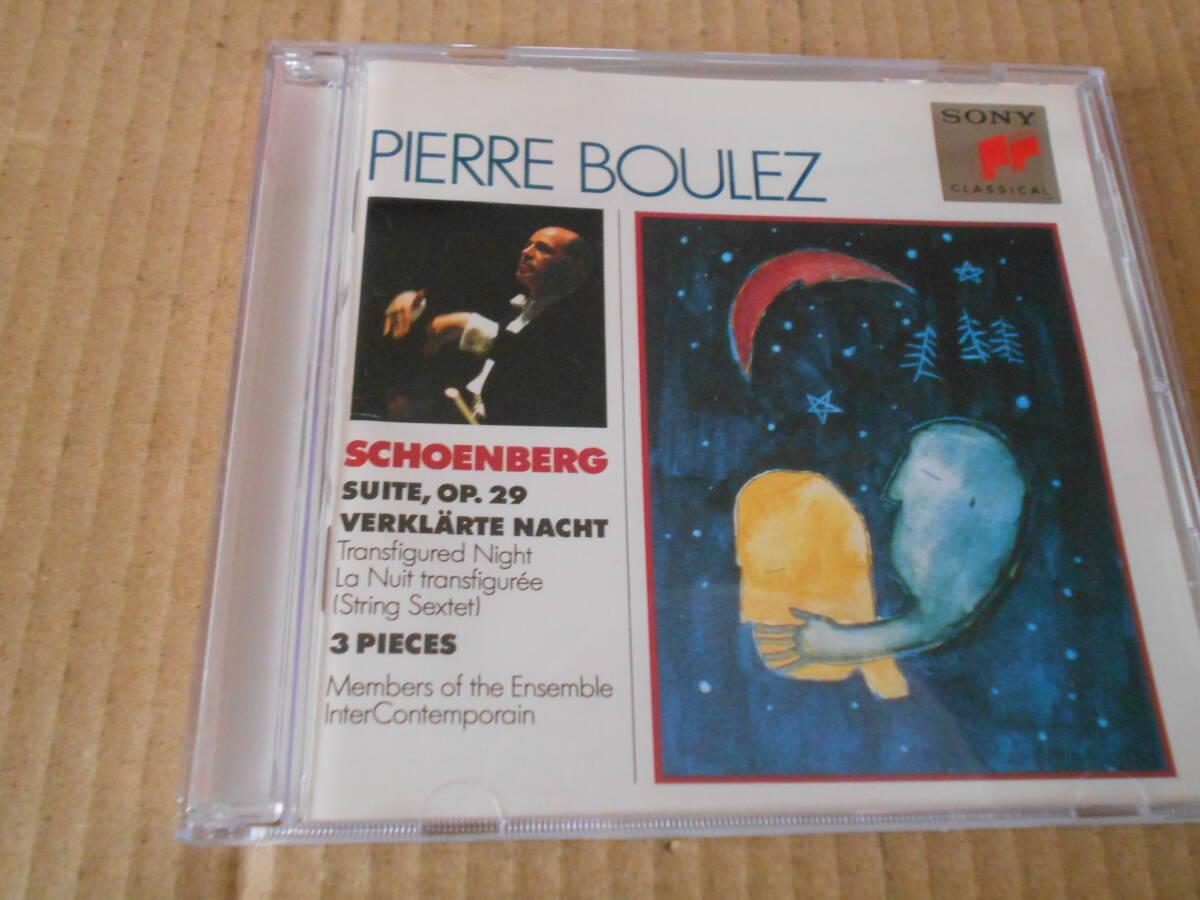 PIERRE BOULEZ
SONY
CLASSICAL
SCHOENBERG
SUITE, OP. 29
VERKLÄRTE NACHT
Transfigured Night
La Nuit transfigurée
(String Sextet)
3 PIECES
Members of the Ensemble
InterContemporain